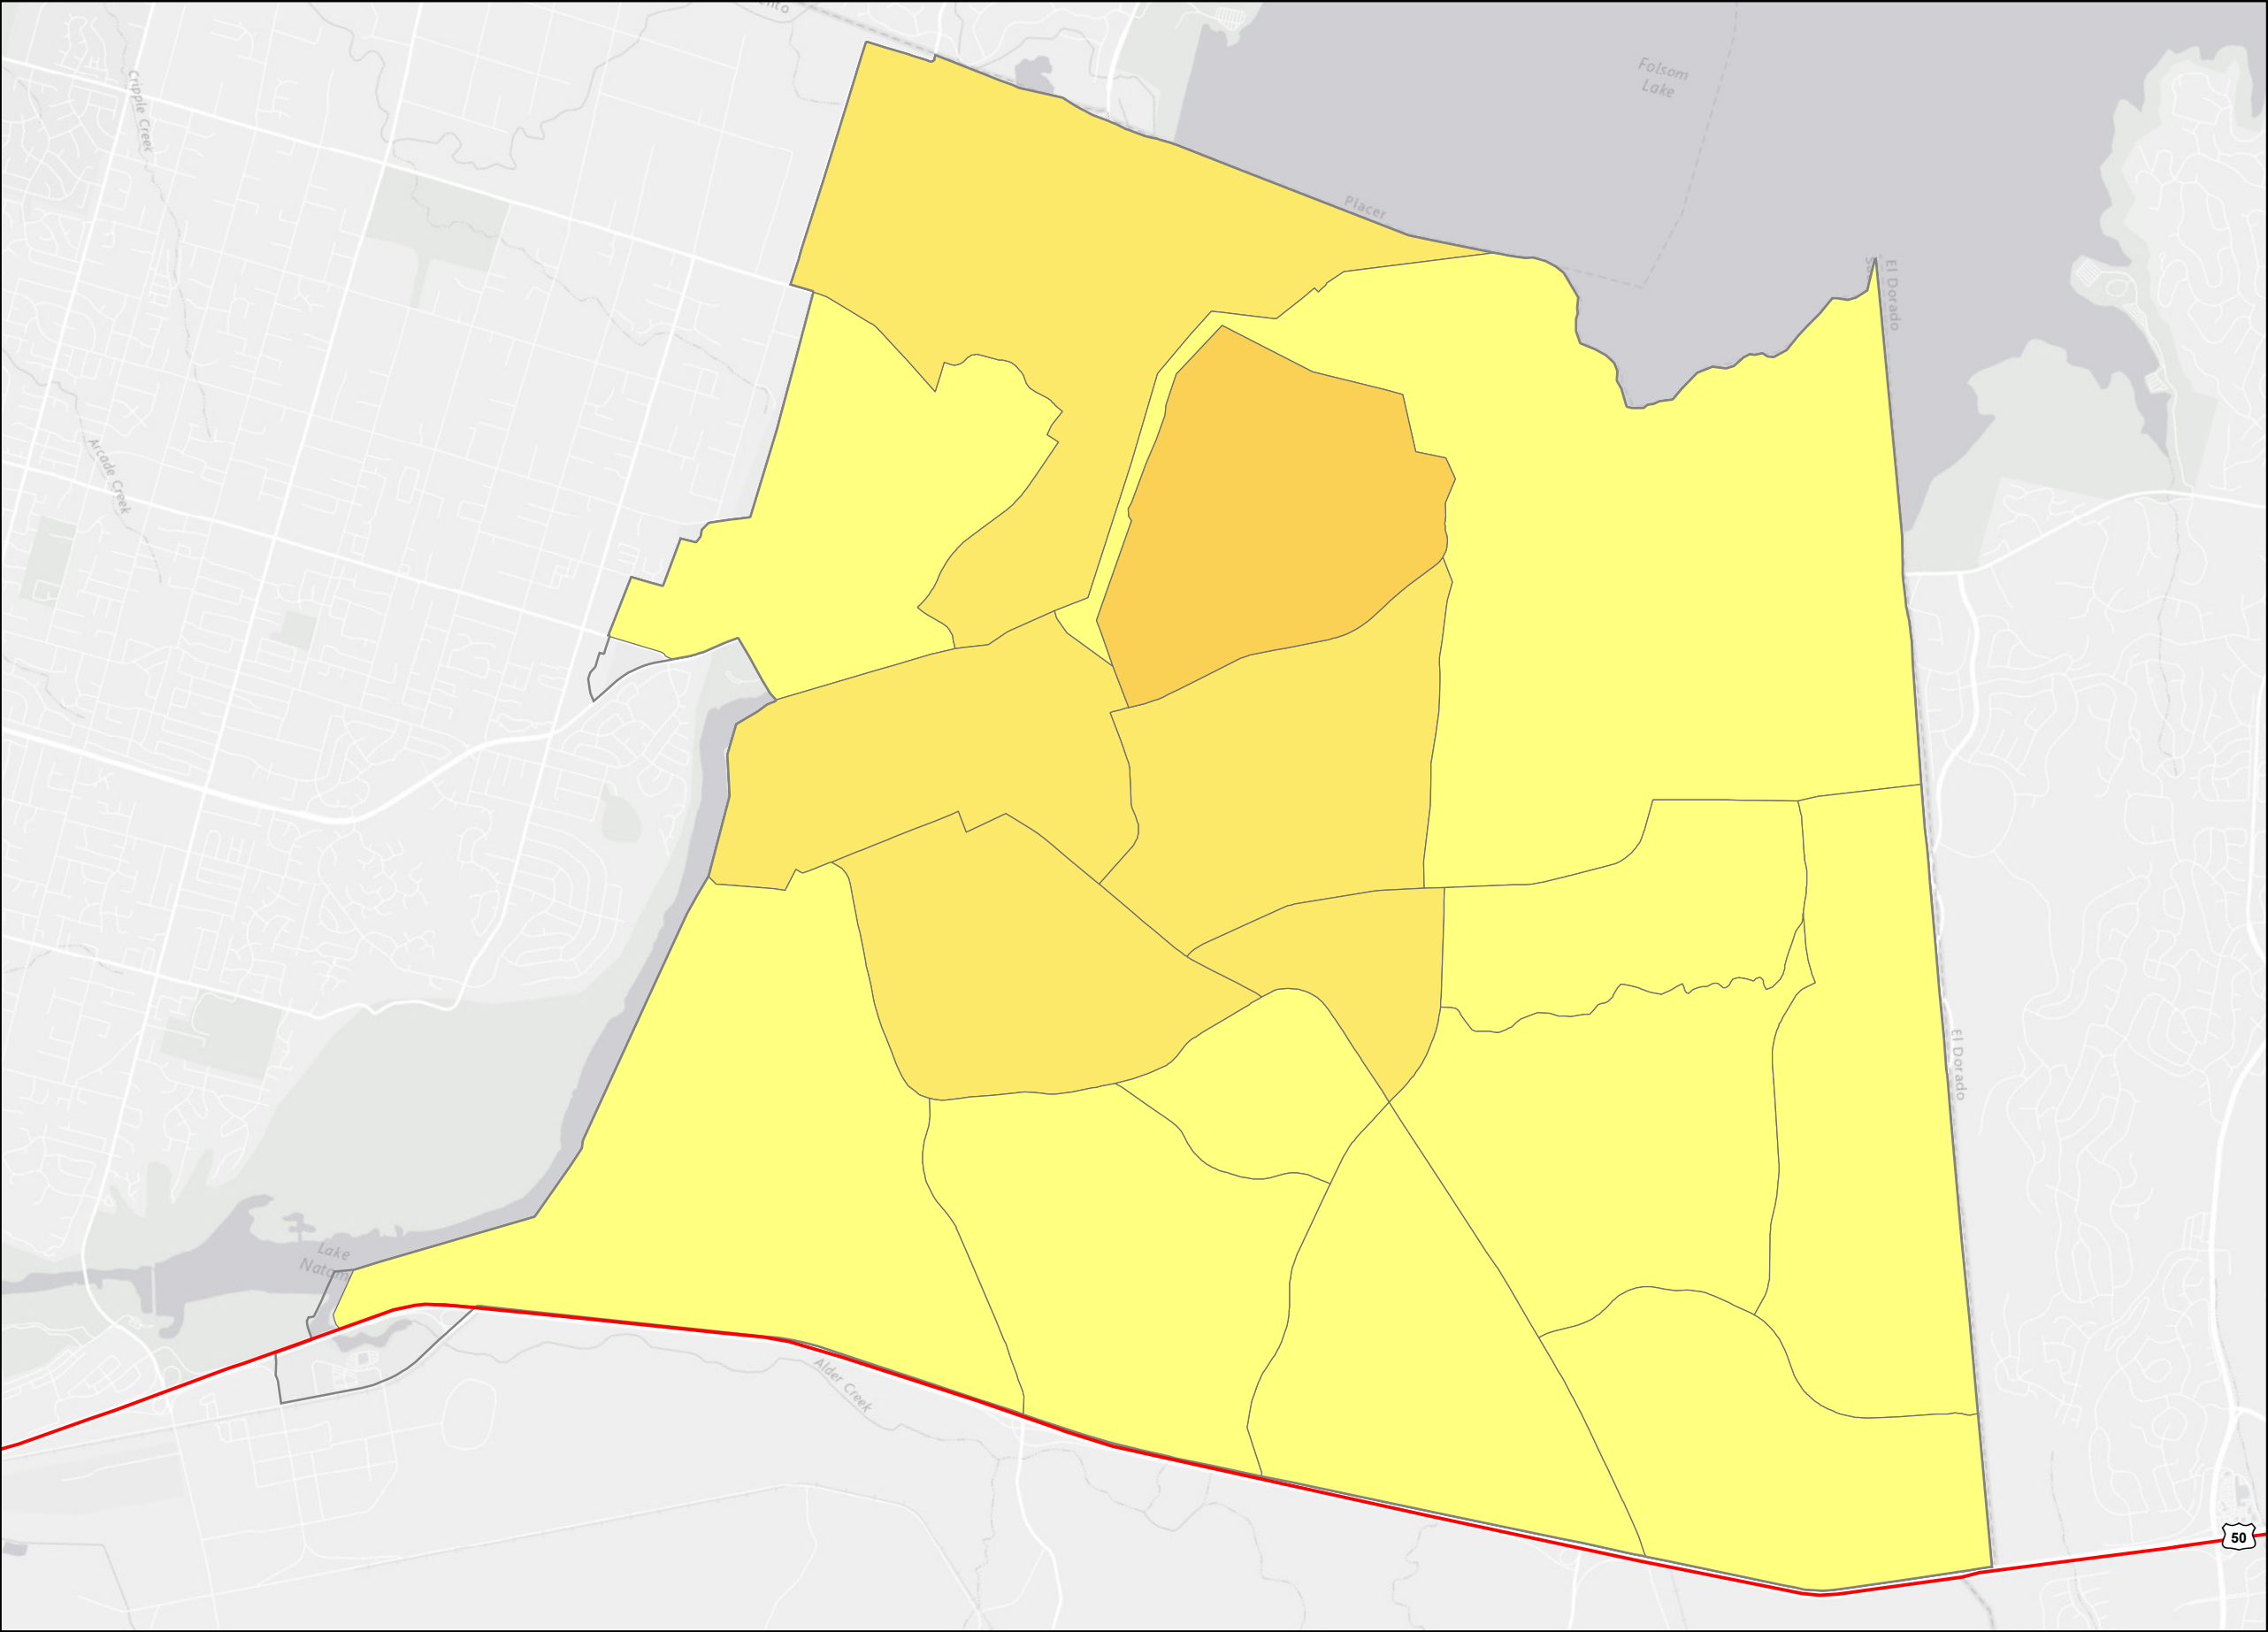 Folsom
Lake
Cripple Creek
Placer
El Dorado
Arcade Creek
El Dorado
Lake
Natom
Alder Creek
50